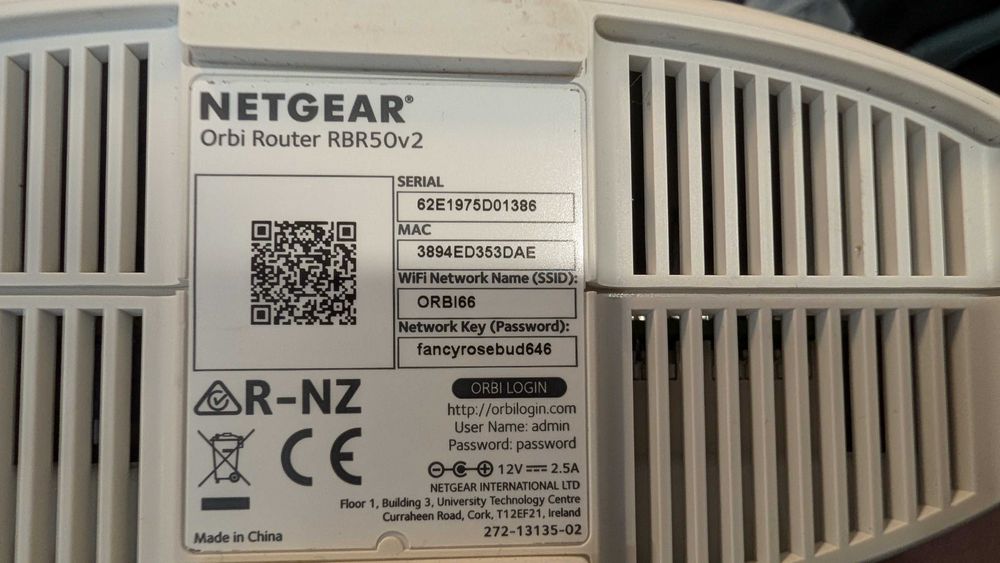 NETGEAR®
Orbi Router RBR50v2
SERIAL
62E1975D01386
MAC
3894ED353DAE
WiFi Network Name (SSID):
ORBI66
Network Key (Password):
fancyrosebud646
R-NZ
CE
ORBI LOGIN
http://orbilogin.com
User Name: admin
Password: password
12V 2.5A
NETGEAR INTERNATIONAL LTD
Floor 1, Building 3, University Technology Centre
Curraheen Road, Cork, T12EF21, Ireland
Made in China
272-13135-02